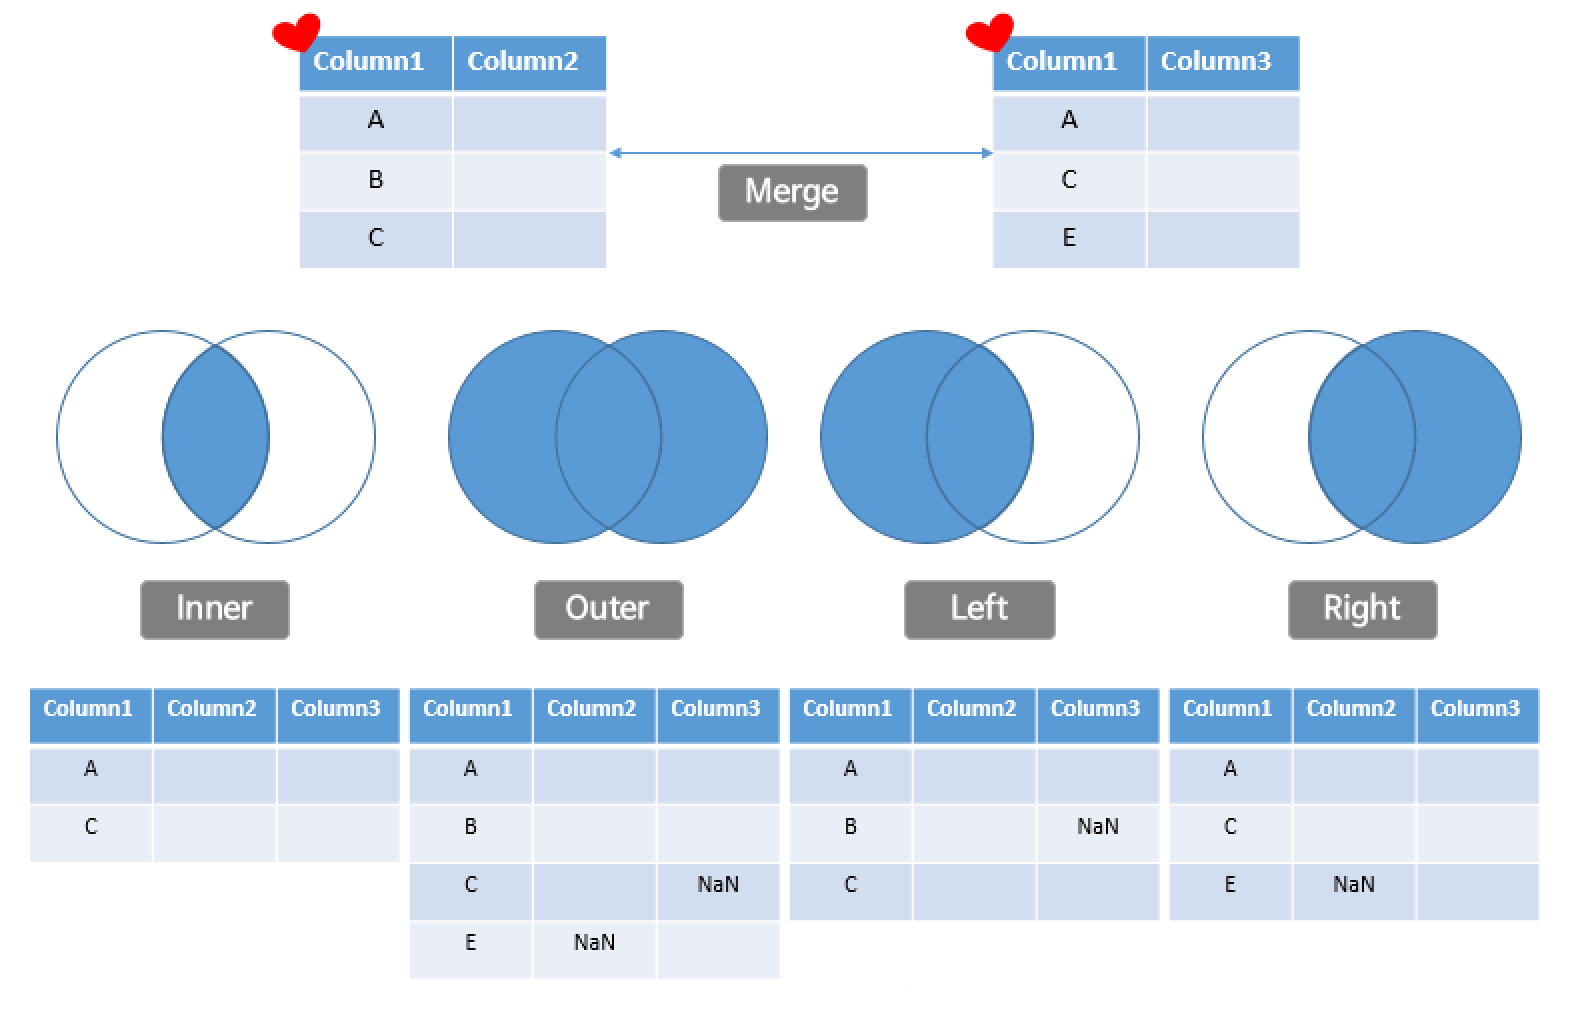 Column1 Column2 Column1 Column3
A A
B C
C E
Merge
Inner Outer Left Right
Column1 Column2 Column3 Column1 Column2 Column3 Column1 Column2 Column3 Column1 Column2 Column3
A A A A
C B B NaN C
C NaN C E NaN
E NaN